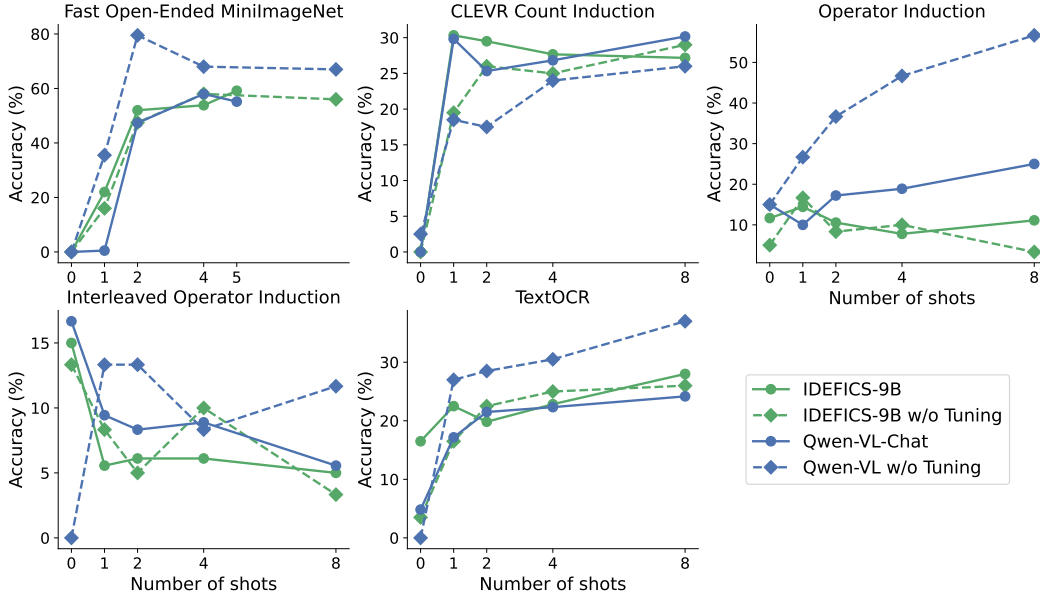 Fast Open-Ended MiniImageNet
CLEVR Count Induction
Operator Induction
Accuracy (%)
80
60
40
20
0
0 1 2 4 5
Accuracy (%)
30
25
20
15
10
5
0
0 1 2 4 8
Accuracy (%)
50
40
30
20
10
0 1 2 4 8
Number of shots
Interleaved Operator Induction
TextOCR
Accuracy (%)
15
10
5
0
0 1 2 4 8
Number of shots
Accuracy (%)
30
20
10
0
0 1 2 4 8
Number of shots
IDEFICS-9B
IDEFICS-9B w/o Tuning
Qwen-VL-Chat
Qwen-VL w/o Tuning